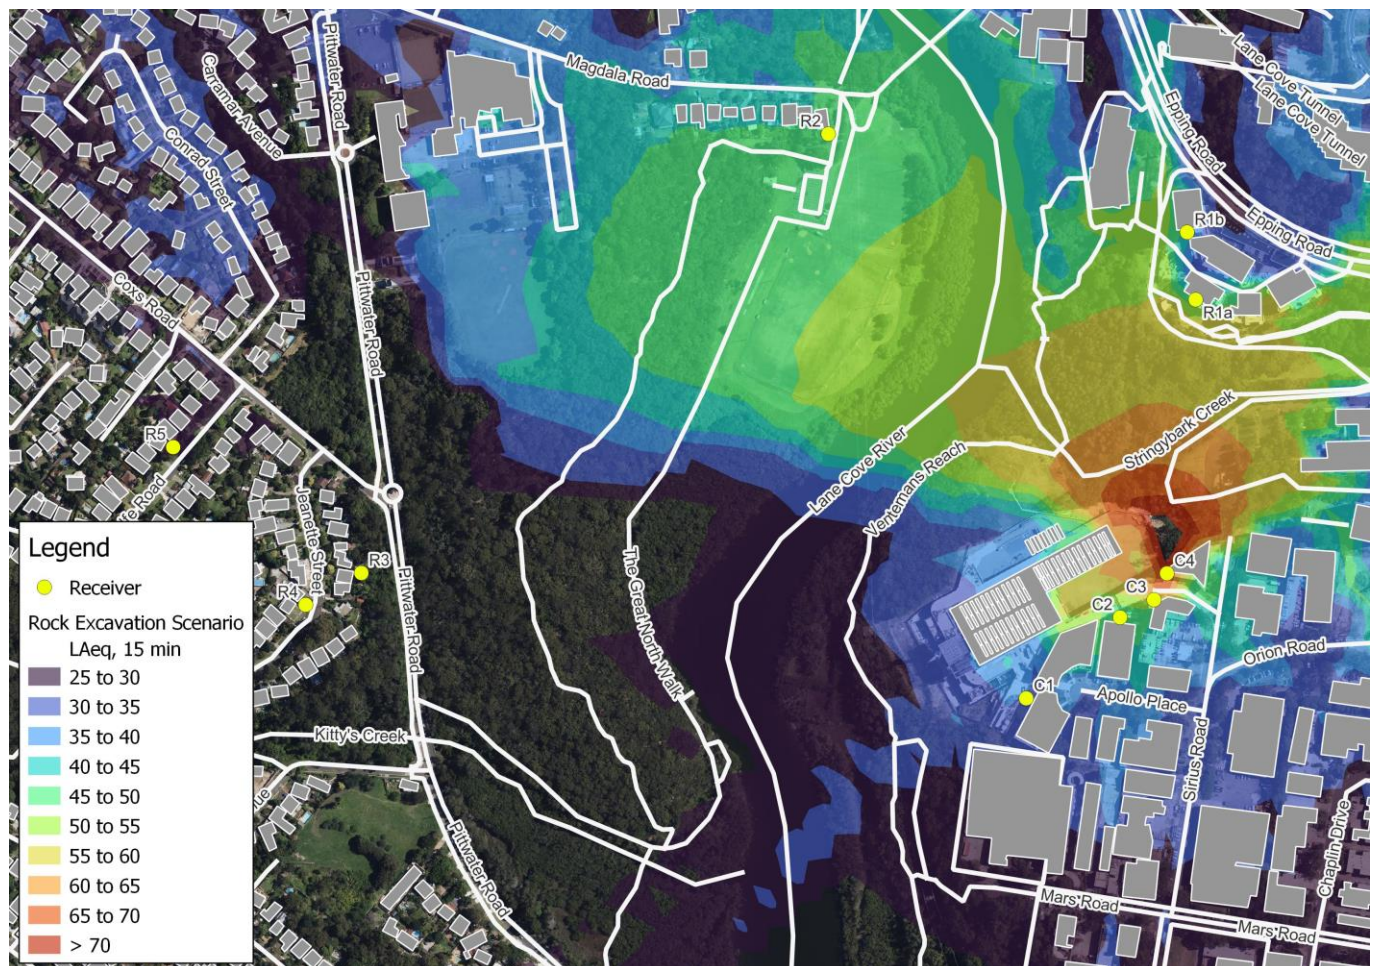 Pittwater Road
Carramar Avenue
Conrad Street
Magdala Road
R2
Lane Cove Tunnel
Lane Cove Tunnel
Epping Road
R1b
Epping Road
R1a
Coxs Road
Pittwater Road
R5
Stringybark Creek
Lane Cove River
Ventemans Reach
Jeanette Street
R3
R4
Pittwater Road
The Great North Walk
C4
C3
C2
C1
Apollo Place
Orion Road
Sirius Road
Kitty's Creek
Pittwater Road
Chaplin Drive
Mars Road
Mars Road
Road
Legend
Receiver
Rock Excavation Scenario
LAeq, 15 min
25 to 30
30 to 35
35 to 40
40 to 45
45 to 50
50 to 55
55 to 60
60 to 65
65 to 70
> 70